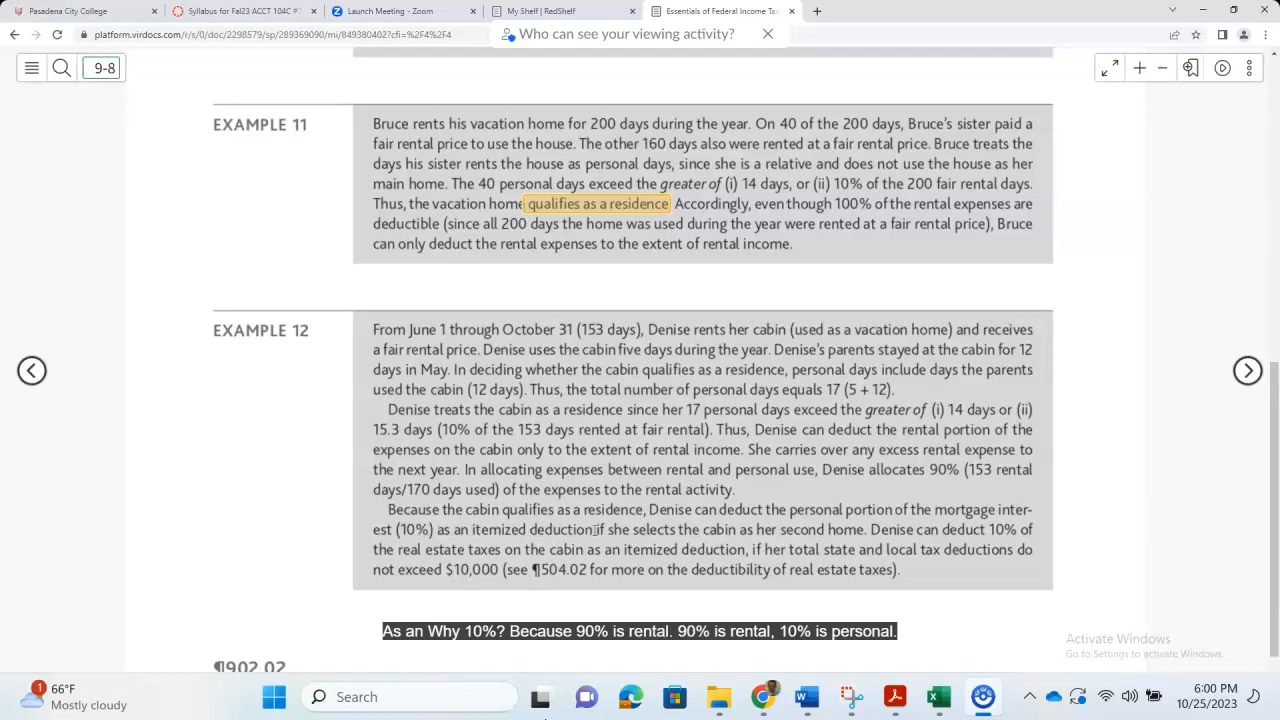 Pasadena City College
Syllabus for Fal23 ACCT 104C #
Launch Meeting - Zoom
My Shelf | RedShelf
Essentials of Federal Income Tax
platform.virdocs.com/r/s/0/doc/2298579/sp/289369090/mi/849380402?cfi=%2F4%2F4
Who can see your viewing activity?
9-8
EXAMPLE 11
Bruce rents his vacation home for 200 days during the year. On 40 of the 200 days, Bruce's sister paid a
fair rental price to use the house. The other 160 days also were rented at a fair rental price. Bruce treats the
days his sister rents the house as personal days, since she is a relative and does not use the house as her
main home. The 40 personal days exceed the greater of (i) 14 days, or (ii) 10% of the 200 fair rental days.
Thus, the vacation home qualifies as a residence. Accordingly, even though 100% of the rental expenses are
deductible (since all 200 days the home was used during the year were rented at a fair rental price), Bruce
can only deduct the rental expenses to the extent of rental income.
EXAMPLE 12
From June 1 through October 31 (153 days), Denise rents her cabin (used as a vacation home) and receives
a fair rental price. Denise uses the cabin five days during the year. Denise's parents stayed at the cabin for 12
days in May. In deciding whether the cabin qualifies as a residence, personal days include days the parents
used the cabin (12 days). Thus, the total number of personal days equals 17 (5 + 12).
Denise treats the cabin as a residence since her 17 personal days exceed the greater of (i) 14 days or (ii)
15.3 days (10% of the 153 days rented at fair rental). Thus, Denise can deduct the rental portion of the
expenses on the cabin only to the extent of rental income. She carries over any excess rental expense to
the next year. In allocating expenses between rental and personal use, Denise allocates 90% (153 rental
days/170 days used) of the expenses to the rental activity.
Because the cabin qualifies as a residence, Denise can deduct the personal portion of the mortgage inter-
est (10%) as an itemized deduction if she selects the cabin as her second home. Denise can deduct 10% of
the real estate taxes on the cabin as an itemized deduction, if her total state and local tax deductions do
not exceed $10,000 (see ¶504.02 for more on the deductibility of real estate taxes).
As an Why 10%? Because 90% is rental. 90% is rental, 10% is personal.
¶902.02
Activate Windows
Go to Settings to activate Windows.
1
66°F
Mostly cloudy
Search
6:00 PM
10/25/2023